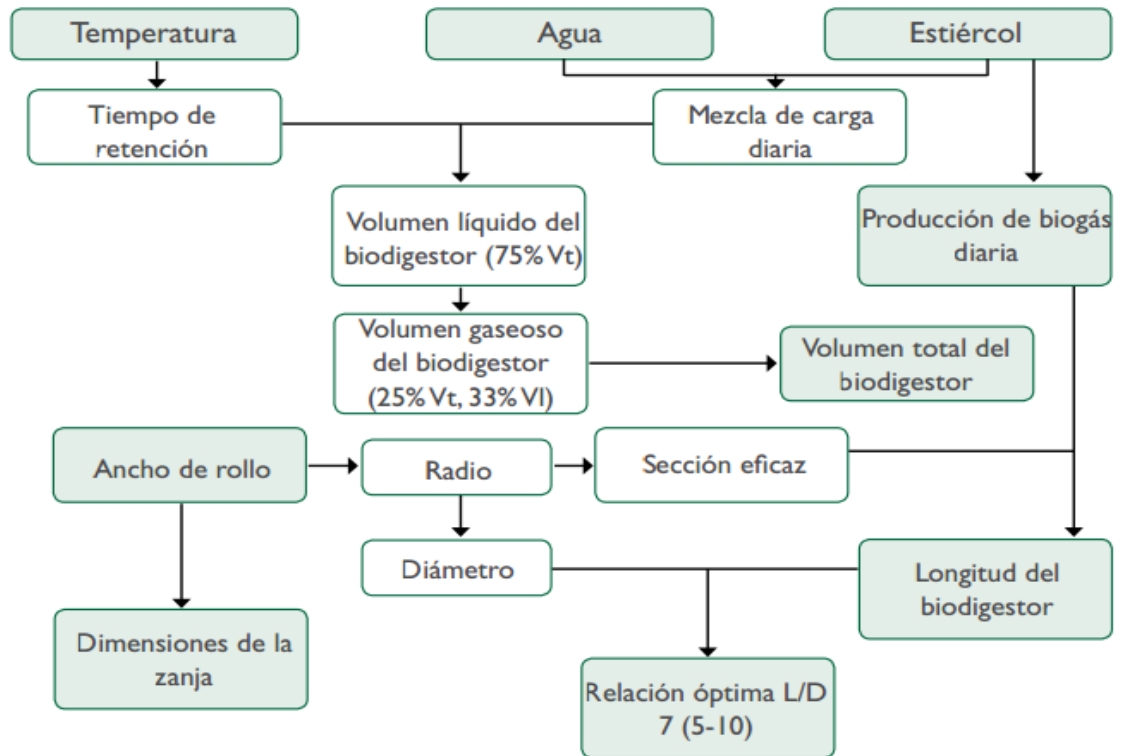 Temperatura
Agua
Estiércol
Tiempo de
retención
Mezcla de carga
diaria
Volumen líquido del
biodigestor (75% Vt)
Producción de biogás
diaria
Volumen gaseoso
del biodigestor
(25% Vt, 33% Vl)
Volumen total del
biodigestor
Ancho de rollo
Radio
Sección eficaz
Diámetro
Longitud del
biodigestor
Dimensiones de la
zanja
Relación óptima L/D
7 (5-10)